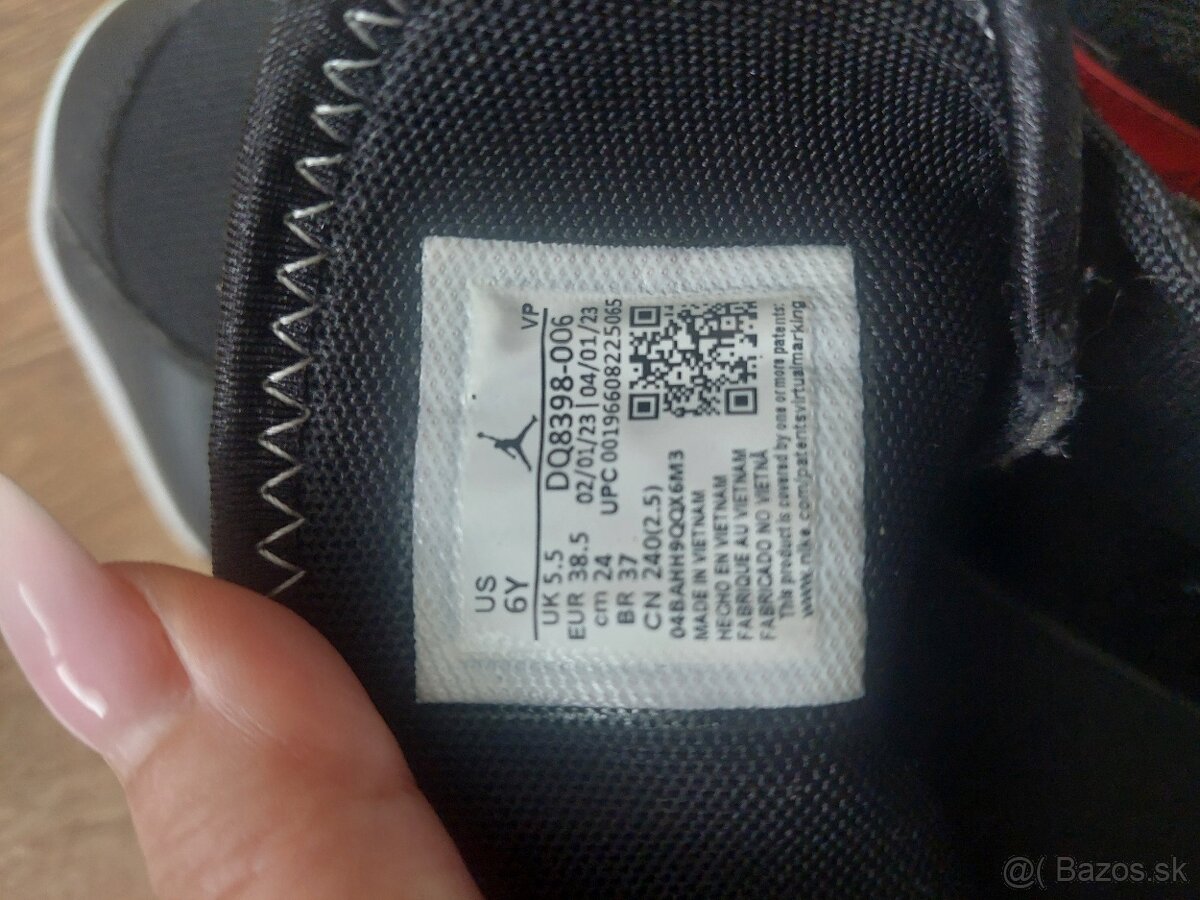 US
6Y
VP
UK 5.5
DQ8398-006
EUR 38.5
02/01/23 | 04/01/23
cm 24
UPC 00196608225065
BR 37
CN 240(2.5)
04BAHH9QQX6M3
MADE IN VIETNAM
HECHO EN VIETNAM
FABRIQUE AU VIETNAM
FABRICADO NO VIETNÃ
This product is covered by one or more patents:
www.nike.com/patentsvirtualmarking
@( Bazos.sk